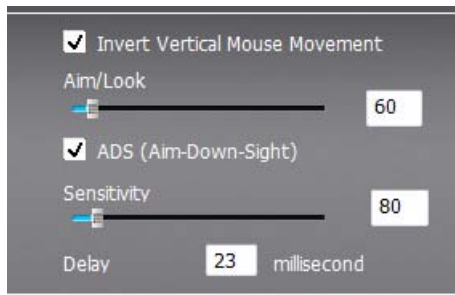 Invert Vertical Mouse Movement
Aim/Look
60
ADS (Aim-Down-Sight)
Sensitivity
80
Delay 23 millisecond